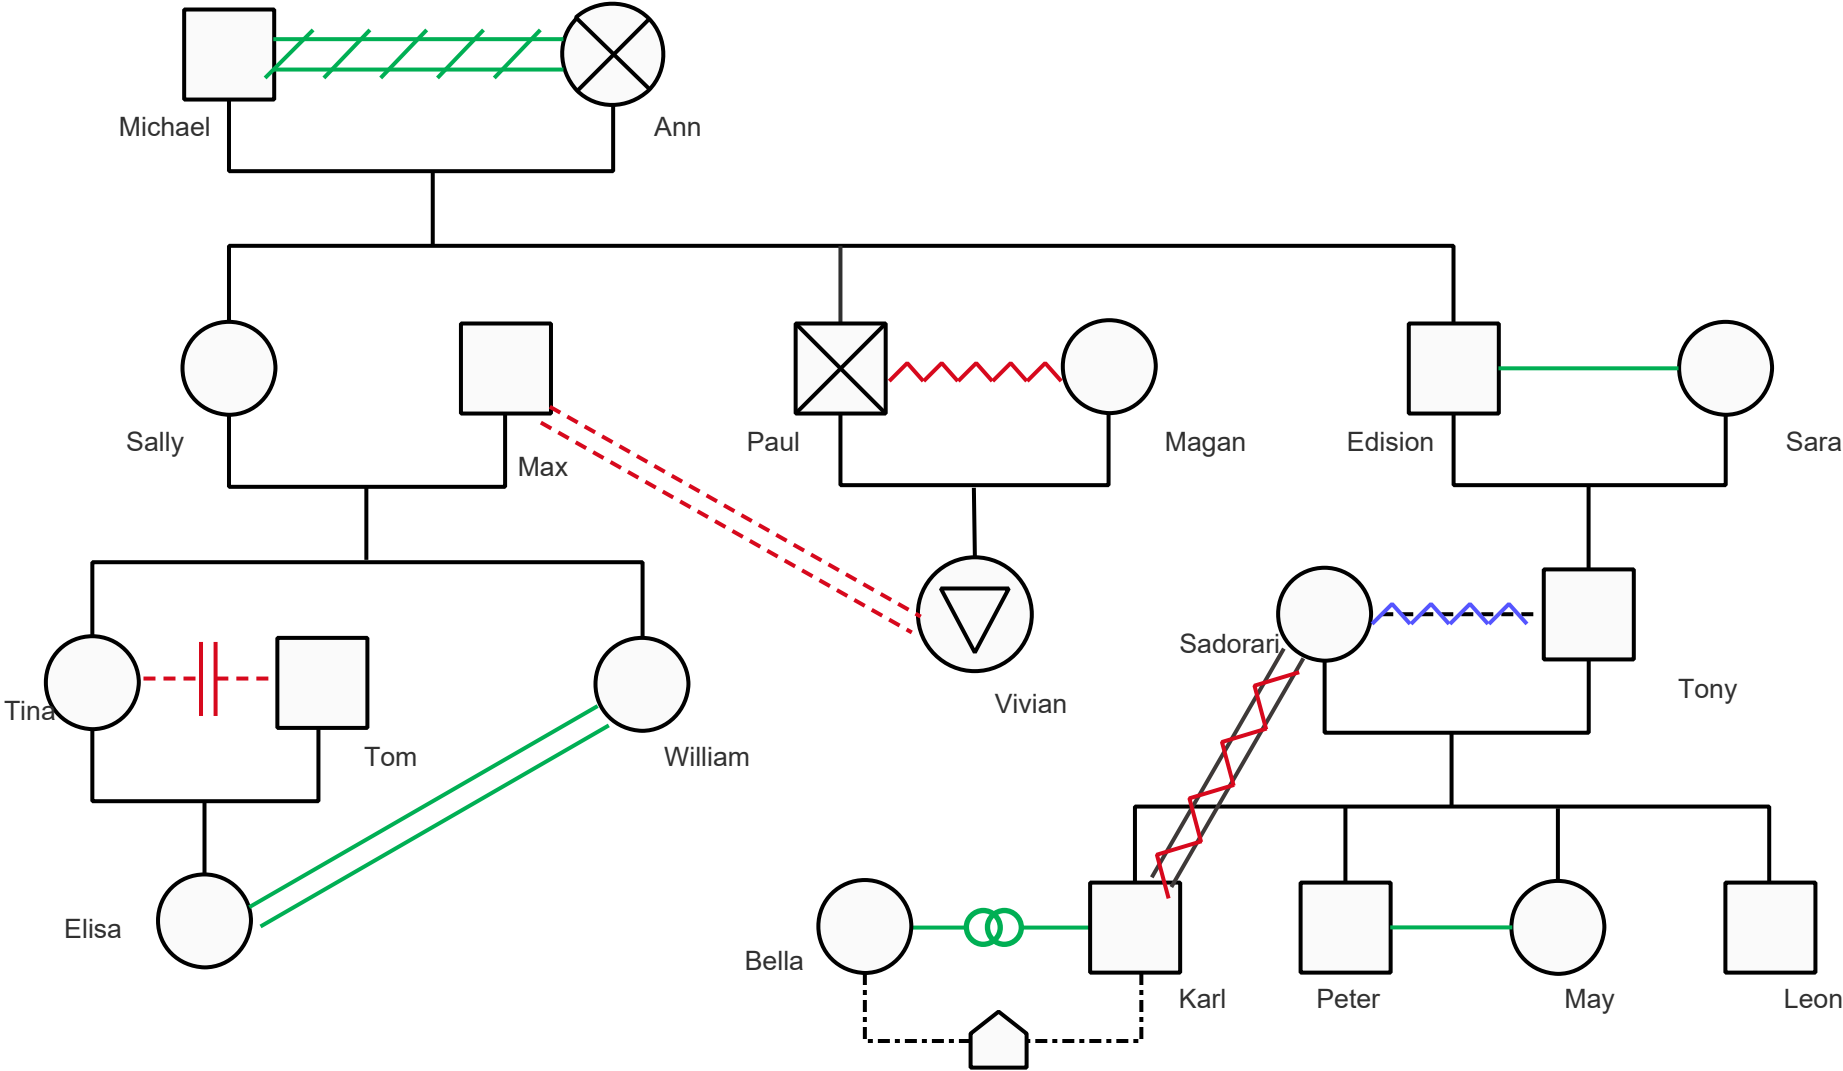 Michael
Ann
Sally
Max
Paul
Magan
Edision
Sara
Tina
Tom
William
Vivian
Sadorari
Tony
Elisa
Bella
Karl
Peter
May
Leon